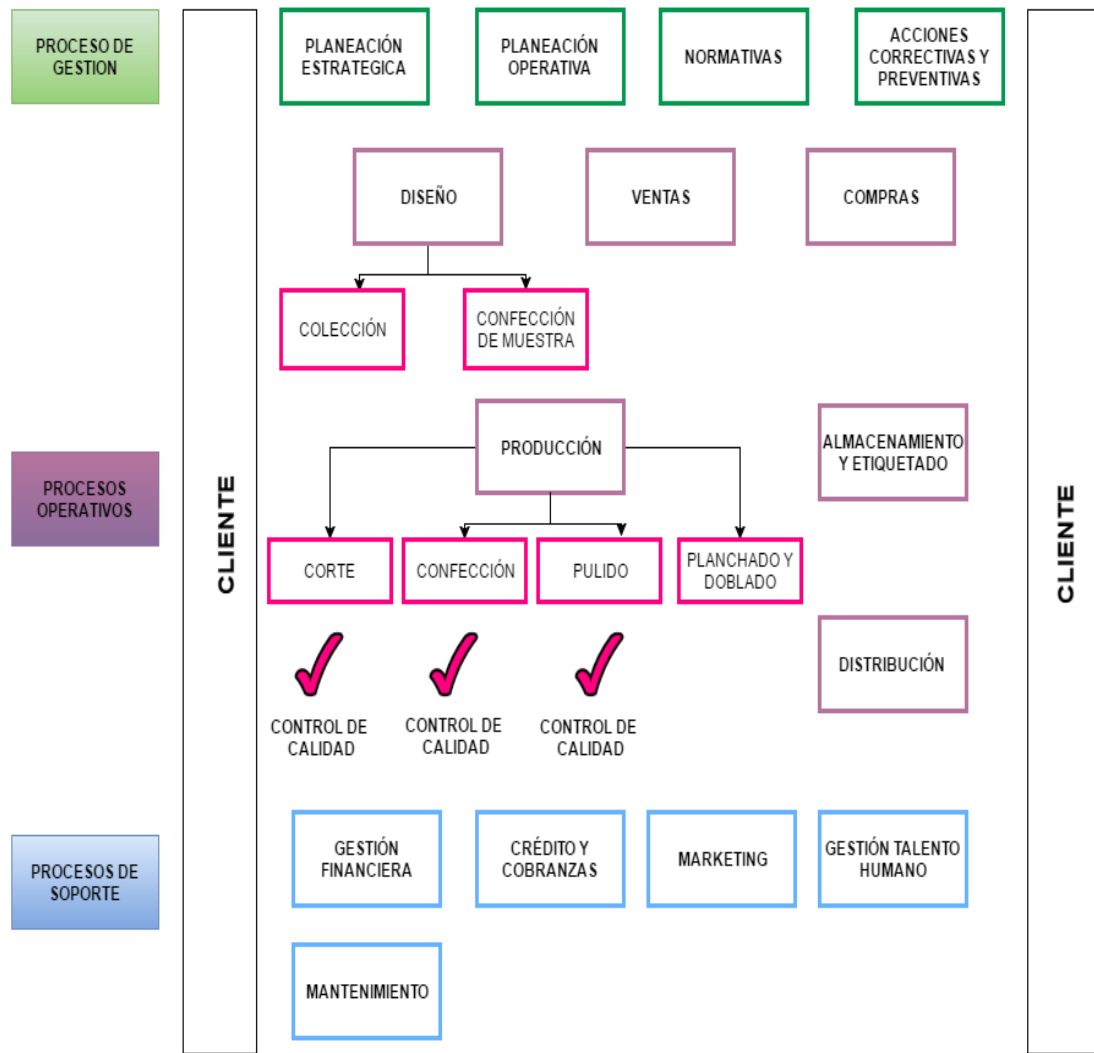 PROCESO DE
GESTION
PLANEACIÓN
ESTRATEGICA
PLANEACIÓN
OPERATIVA
NORMATIVAS
ACCIONES
CORRECTIVAS Y
PREVENTIVAS
DISEÑO
VENTAS
COMPRAS
COLECCIÓN
CONFECCIÓN
DE MUESTRA
PROCESOS
OPERATIVOS
CLIENTE
PRODUCCIÓN
ALMACENAMIENTO
Y ETIQUETADO
CLIENTE
CORTE
CONFECCIÓN
PULIDO
PLANCHADO Y
DOBLADO
DISTRIBUCIÓN
CONTROL DE
CALIDAD
CONTROL DE
CALIDAD
CONTROL DE
CALIDAD
PROCESOS DE
SOPORTE
GESTIÓN
FINANCIERA
CRÉDITO Y
COBRANZAS
MARKETING
GESTIÓN TALENTO
HUMANO
MANTENIMIENTO